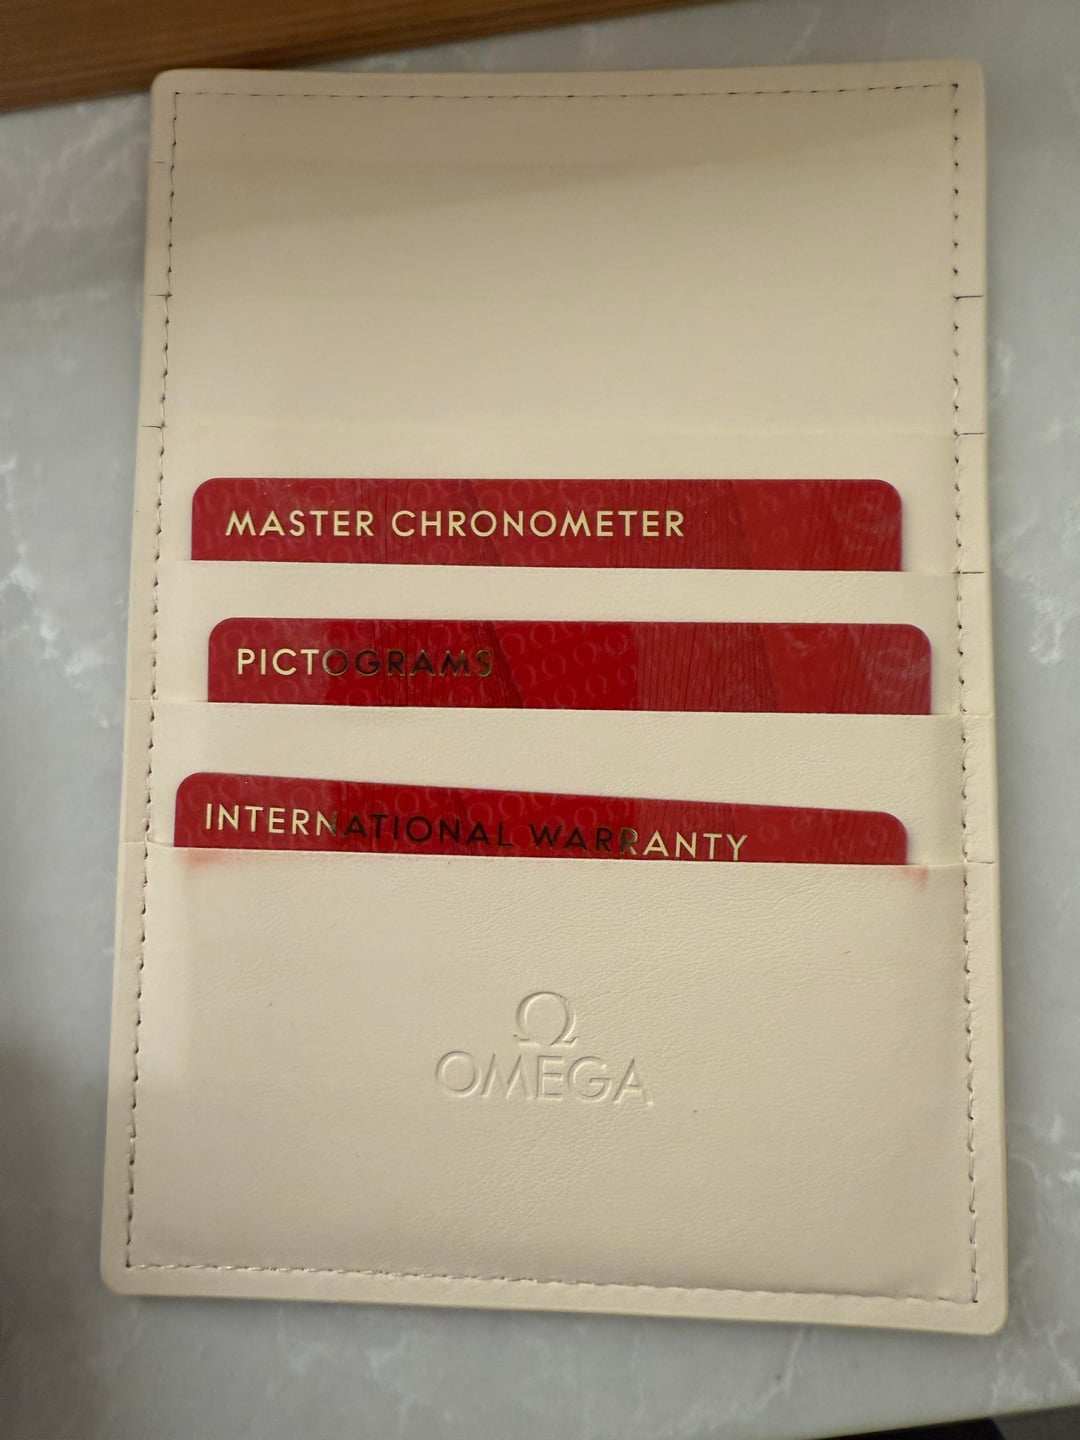 MASTER CHRONOMETER
PICTOGRAMS
INTERNATIONAL WARRANTY
Ω
OMEGA